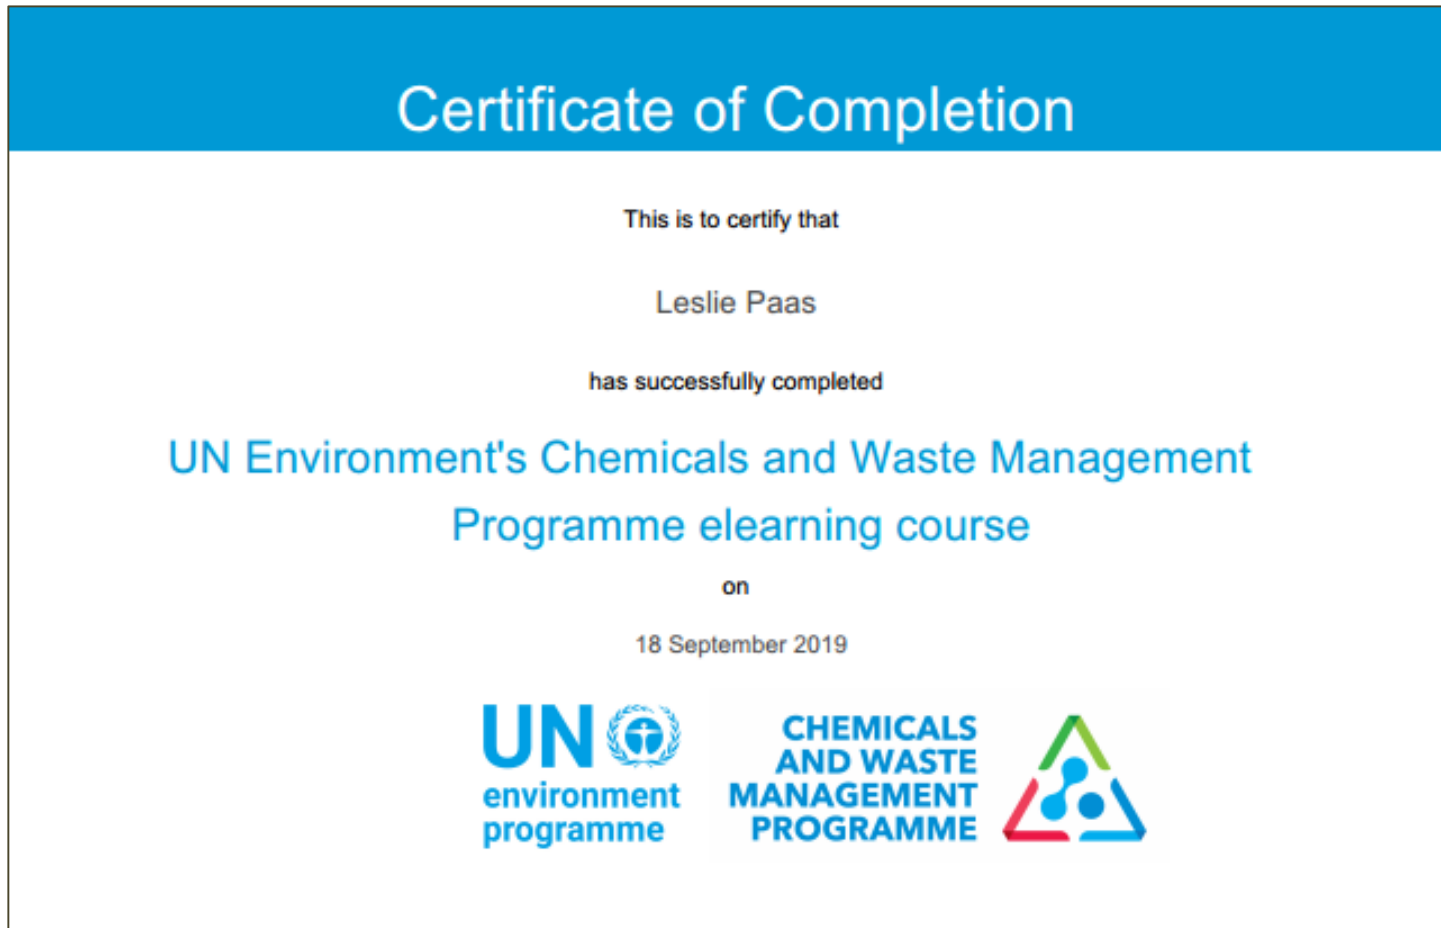 Certificate of Completion
This is to certify that
Leslie Paas
has successfully completed
UN Environment's Chemicals and Waste Management
Programme elearning course
on
18 September 2019
UN
environment
programme
CHEMICALS
AND WASTE
MANAGEMENT
PROGRAMME